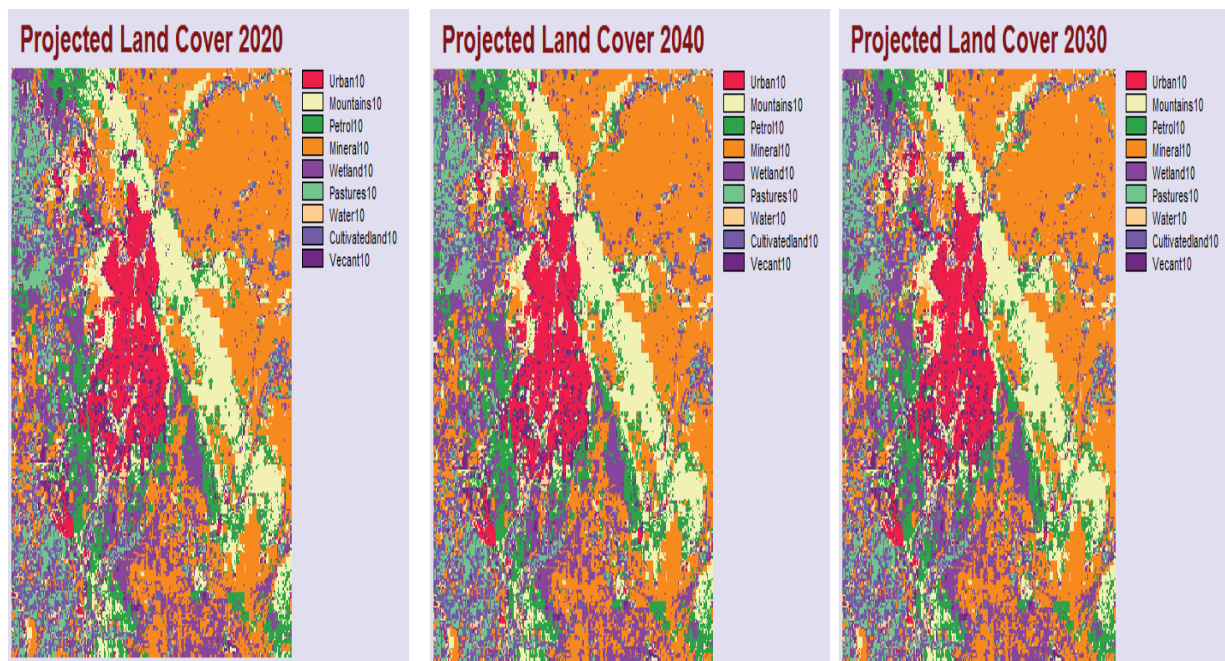 Projected Land Cover 2020
Urban10
Mountains10
Petrol10
Mineral10
Wetland10
Pastures10
Water10
Cultivatedland10
Vecant10
Projected Land Cover 2040
Urban10
Mountains10
Petrol10
Mineral10
Wetland10
Pastures10
Water10
Cultivatedland10
Vecant10
Projected Land Cover 2030
Urban10
Mountains10
Petrol10
Mineral10
Wetland10
Pastures10
Water10
Cultivatedland10
Vecant10